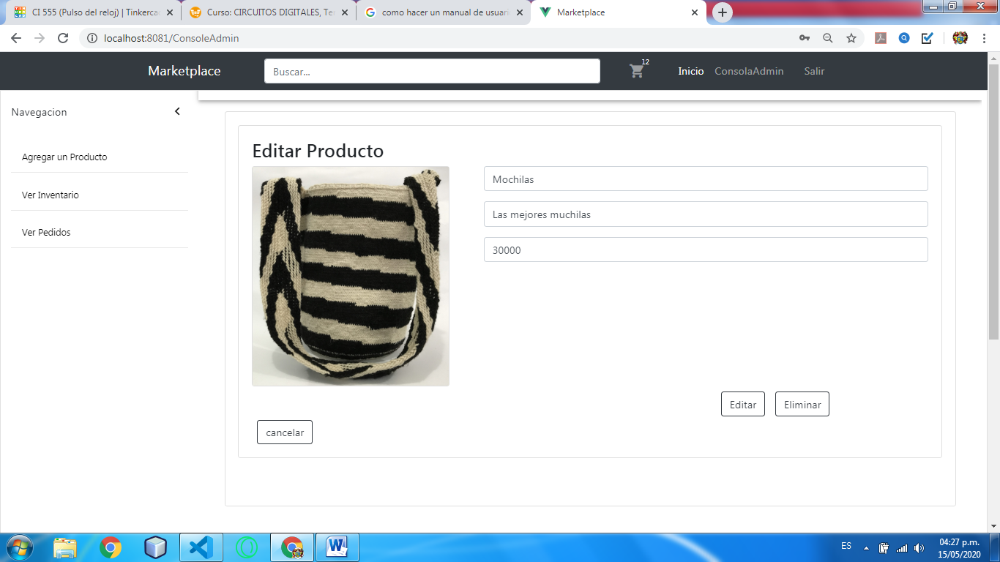 CI 555 (Pulso del reloj) | Tinkerca
Curso: CIRCUITOS DIGITALES, Te
como hacer un manual de usuari
Marketplace
localhost:8081/ConsoleAdmin
Marketplace
Buscar...
12
Inicio
ConsolaAdmin
Salir
Navegacion
Agregar un Producto
Ver Inventario
Ver Pedidos
Editar Producto
Mochilas
Las mejores muchilas
30000
Editar
Eliminar
cancelar
ES
04:27 p.m.
15/05/2020